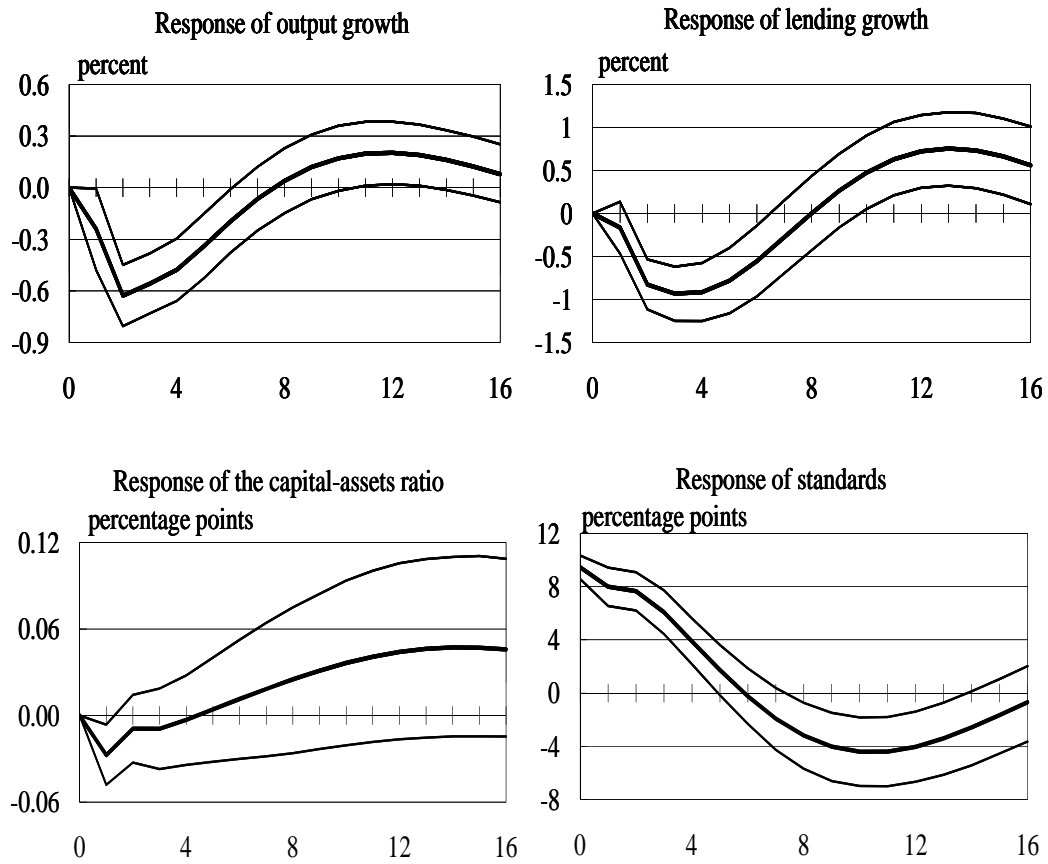 Response of output growth
percent
0.6
0.3
0.0
-0.3
-0.6
-0.9
0 4 8 12 16
Response of lending growth
percent
1.5
1
0.5
0
-0.5
-1
-1.5
0 4 8 12 16
Response of the capital-assets ratio
percentage points
0.12
0.06
0.00
-0.06
0 4 8 12 16
Response of standards
percentage points
12
8
4
0
-4
-8
0 4 8 12 16